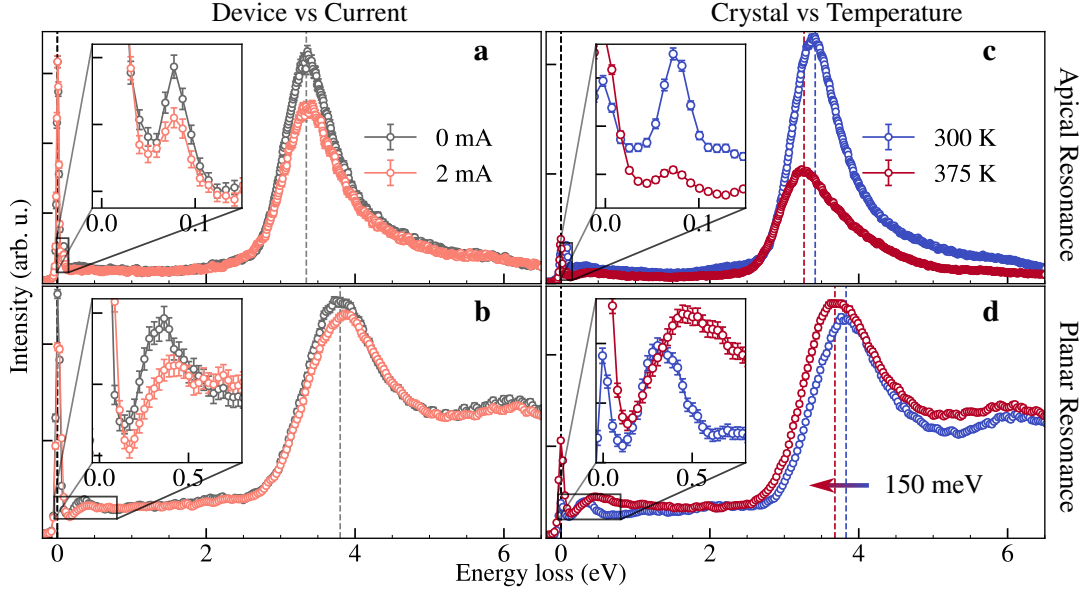 Device vs Current
Crystal vs Temperature
a
0 mA
2 mA
0.0 0.1
c
300 K
375 K
0.0 0.1
Apical Resonance
Intensity (arb. u.)
b
0.0 0.5
d
0.0 0.5
150 meV
Planar Resonance
0 2 4 6
0 2 4 6
Energy loss (eV)